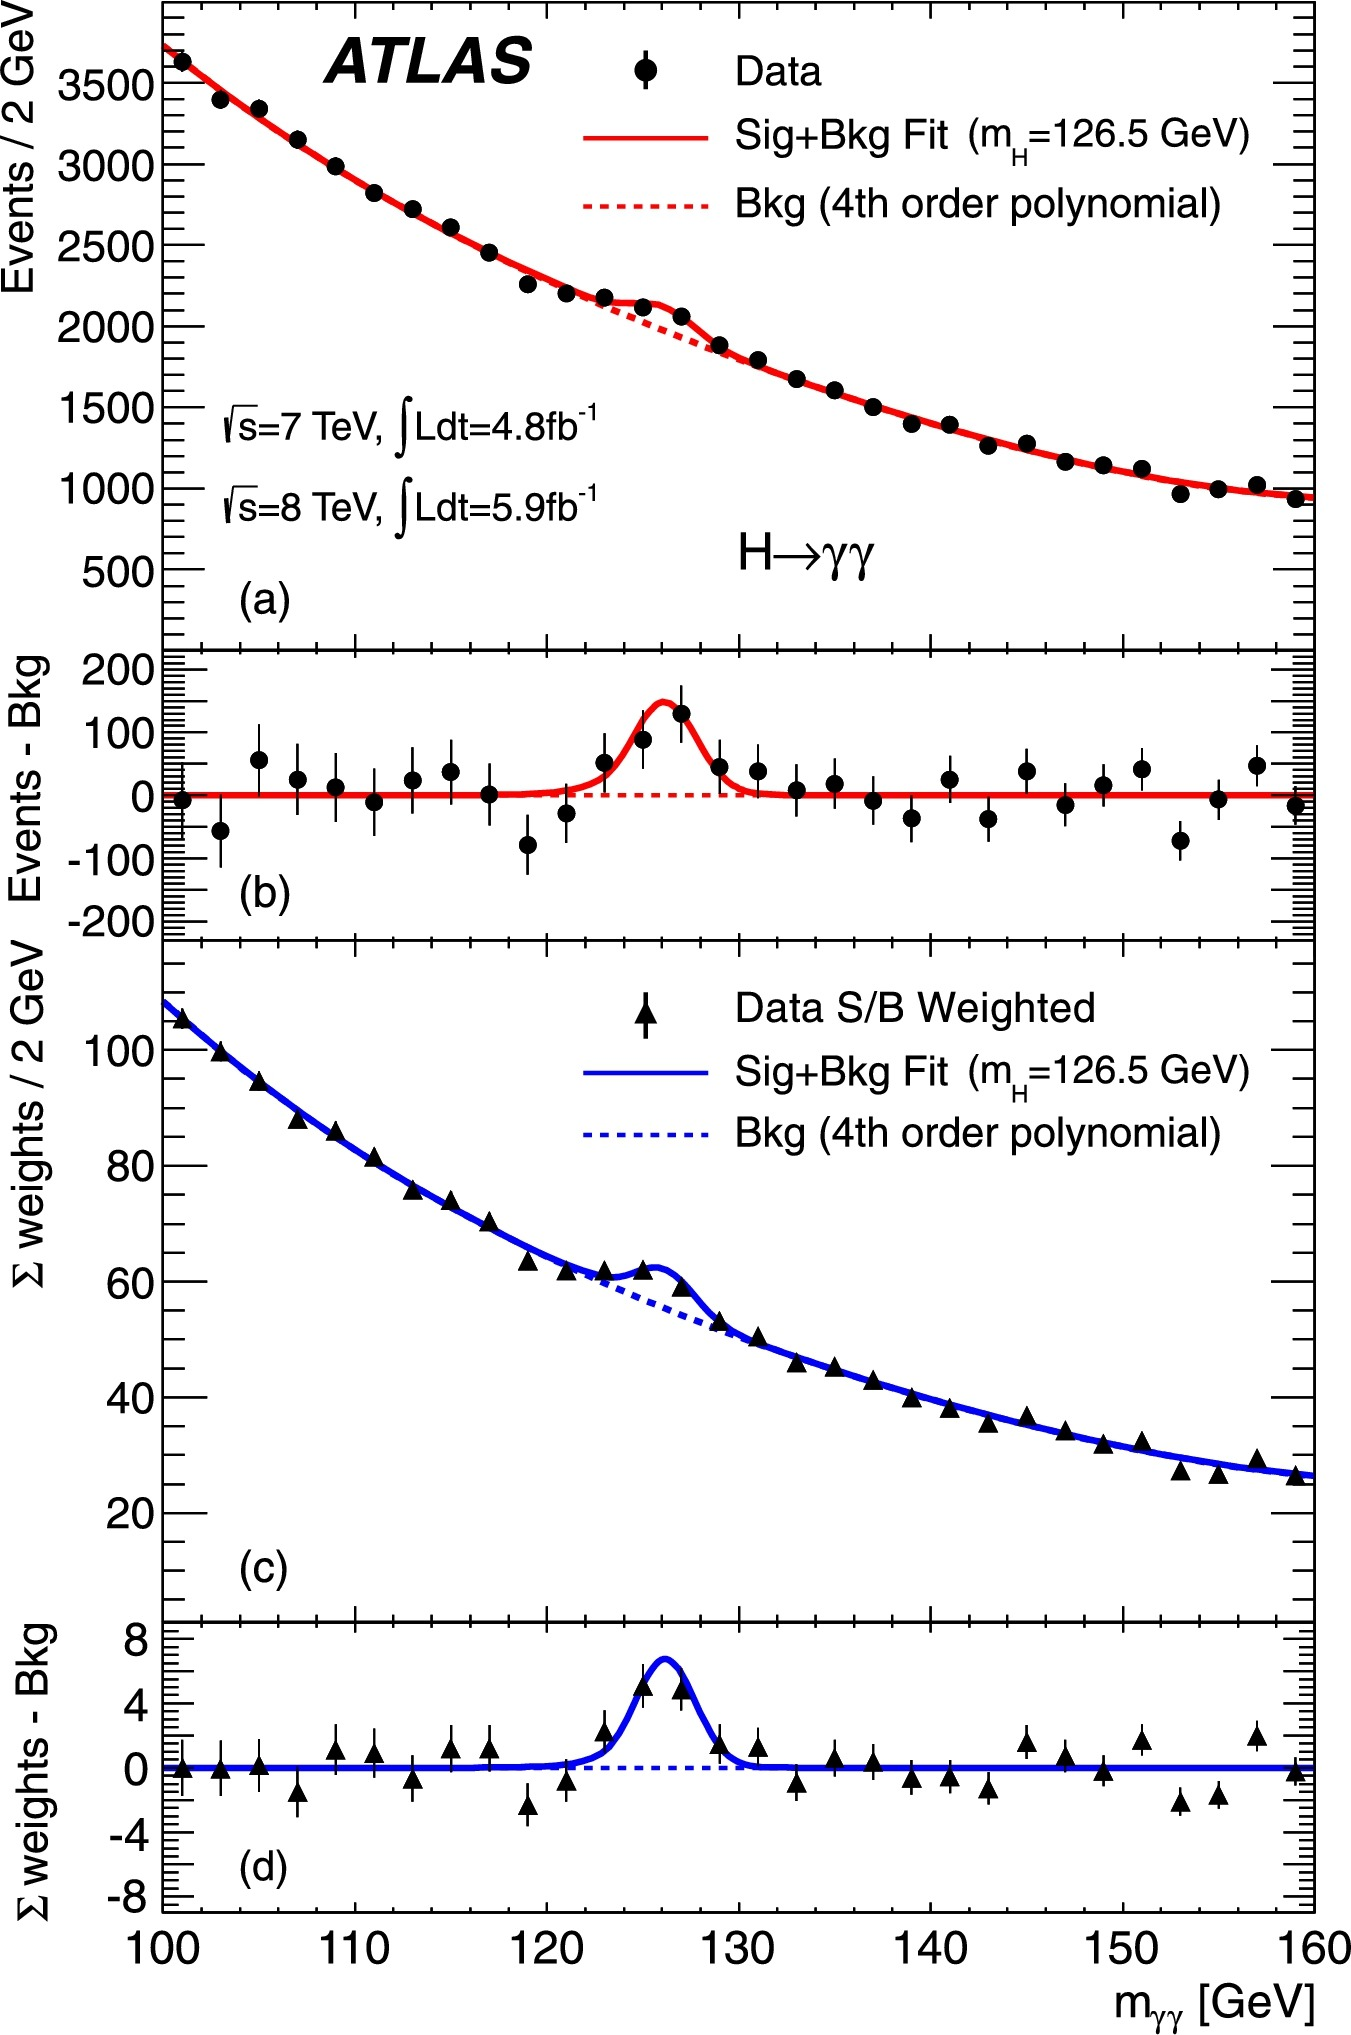 ATLAS
Data
Sig+Bkg Fit (mH=126.5 GeV)
Bkg (4th order polynomial)
Events / 2 GeV
3500
3000
2500
2000
1500
1000
500
√s=7 TeV, ∫Ldt=4.8fb-1
√s=8 TeV, ∫Ldt=5.9fb-1
H→γγ
(a)
Events - Bkg
200
100
0
-100
-200
(b)
Σ weights / 2 GeV
Data S/B Weighted
Sig+Bkg Fit (mH=126.5 GeV)
Bkg (4th order polynomial)
100
80
60
40
20
(c)
Σ weights - Bkg
8
4
0
-4
-8
(d)
100 110 120 130 140 150 160
mγγ [GeV]